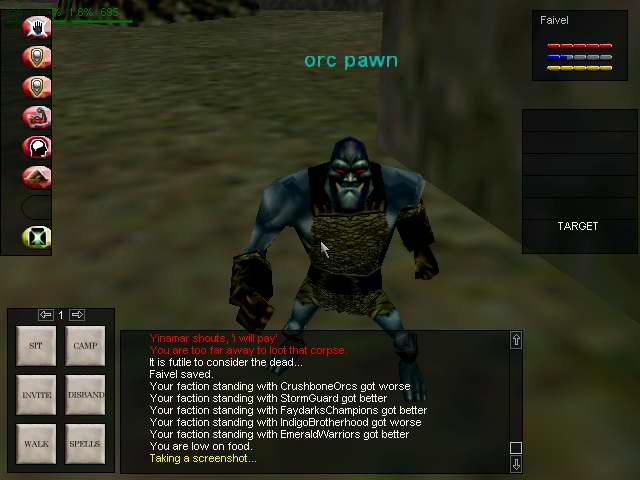 1.6% 695
Faivel
orc pawn
TARGET
1
SIT
CAMP
INVITE
DISBAND
WALK
SPELLS
Yinamar shouts, 'i will pay'
You are too far away to loot that corpse.
It is futile to consider the dead...
Faivel saved.
Your faction standing with CrushboneOrcs got worse
Your faction standing with StormGuard got better
Your faction standing with FaydarksChampions got better
Your faction standing with IndigoBrotherhood got worse
Your faction standing with EmeraldWarriors got better
You are low on food.
Taking a screenshot...